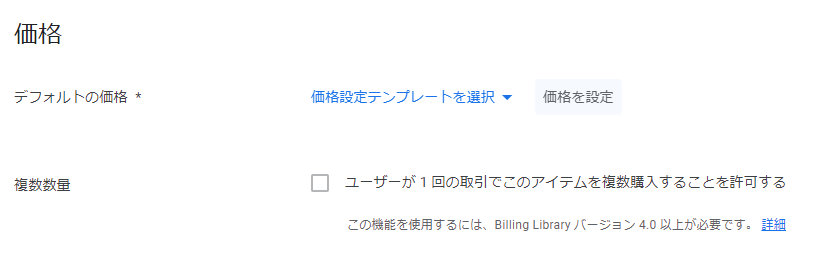 価格
デフォルトの価格 * 価格設定テンプレートを選択 価格を設定
複数数量 ユーザーが 1 回の取引でこのアイテムを複数購入することを許可する
この機能を使用するには、Billing Library バージョン 4.0 以上が必要です。 詳細